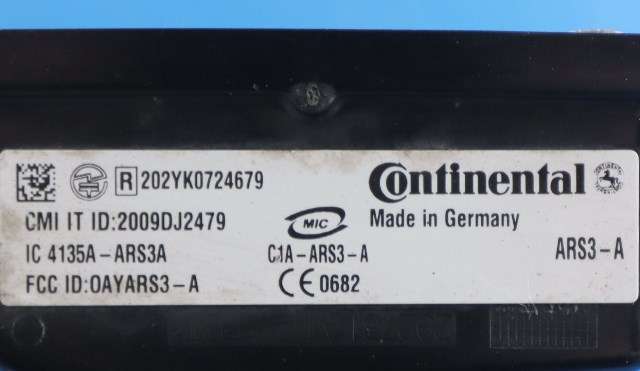 R 202YK0724679
Continental
CMI IT ID:2009DJ2479
MIC
Made in Germany
IC 4135A-ARS3A
C1A-ARS3-A
ARS3-A
FCC ID:OAYARS3-A
CE 0682